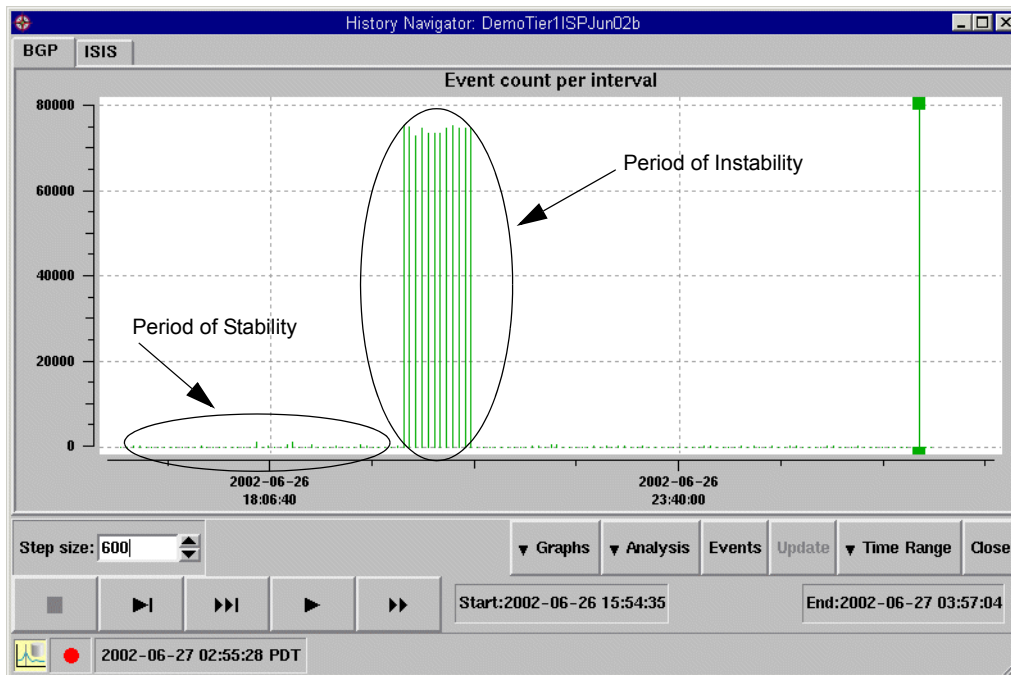 History Navigator: DemoTier1ISPJun02b
BGP
ISIS
Event count per interval
80000
60000
40000
20000
0
Period of Instability
Period of Stability
2002-06-26
18:06:40
2002-06-26
23:40:00
Step size: 600
Graphs
Analysis
Events
Update
Time Range
Close
Start:2002-06-26 15:54:35
End:2002-06-27 03:57:04
2002-06-27 02:55:28 PDT